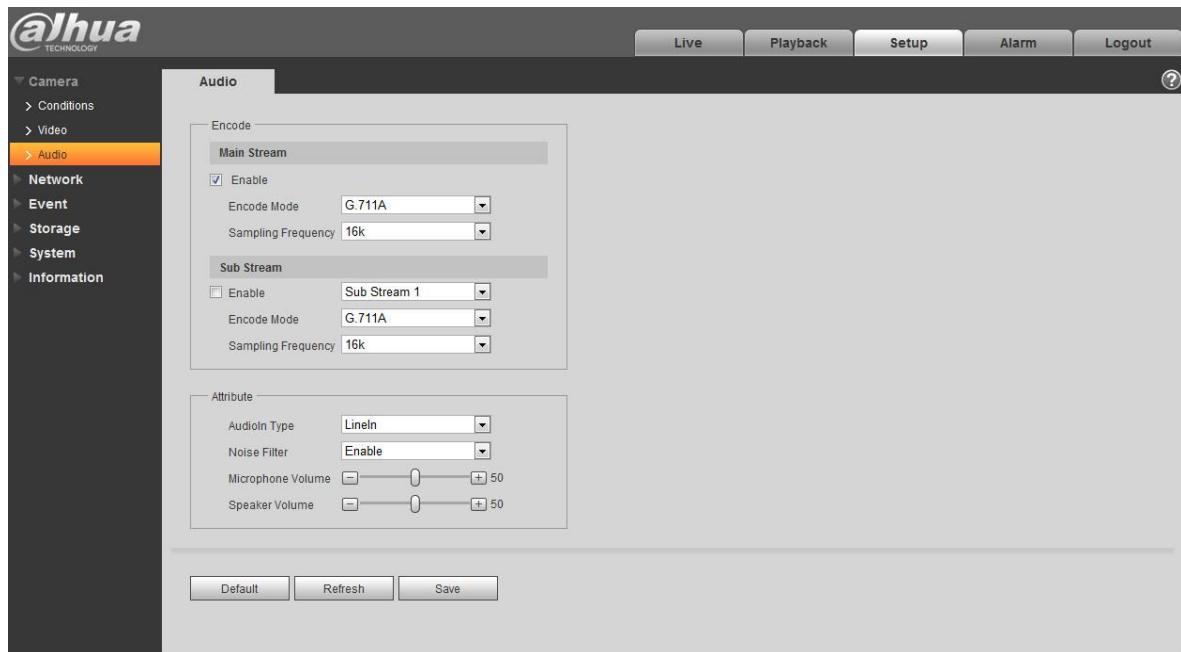 alhua
TECHNOLOGY
Live Playback Setup Alarm Logout
Camera
Conditions
Video
Audio
Network
Event
Storage
System
Information
Audio
?
Encode
Main Stream
Enable
Encode Mode G.711A
Sampling Frequency 16k
Sub Stream
Enable Sub Stream 1
Encode Mode G.711A
Sampling Frequency 16k
Attribute
AudioIn Type LineIn
Noise Filter Enable
Microphone Volume 50
Speaker Volume 50
Default Refresh Save